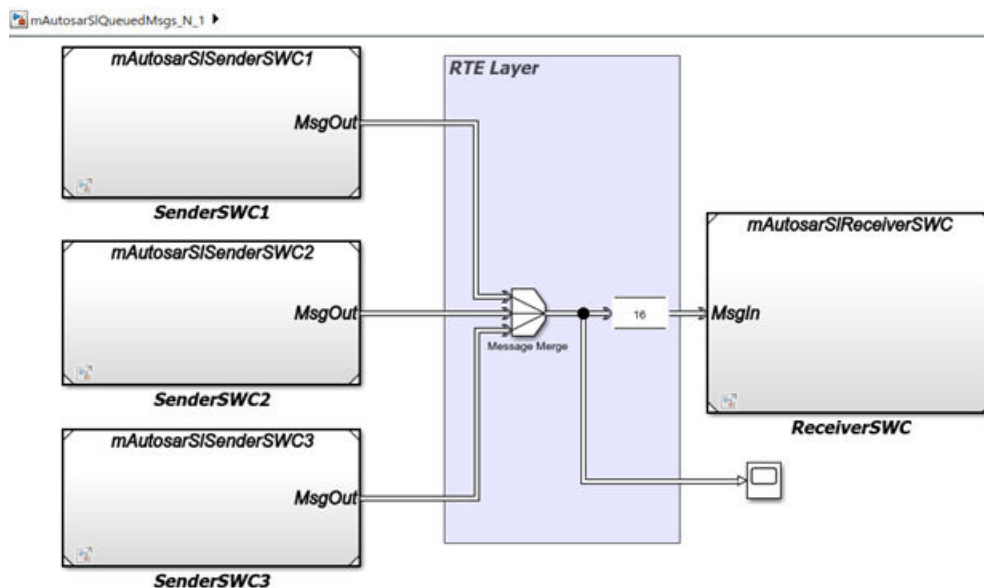 mAutosarSlQueuedMsgs_N_1
mAutosarSlSenderSWC1
MsgOut
SenderSWC1
RTE Layer
mAutosarSlSenderSWC2
MsgOut
SenderSWC2
Message Merge
16
mAutosarSlReceiverSWC
MsgIn
ReceiverSWC
mAutosarSlSenderSWC3
MsgOut
SenderSWC3